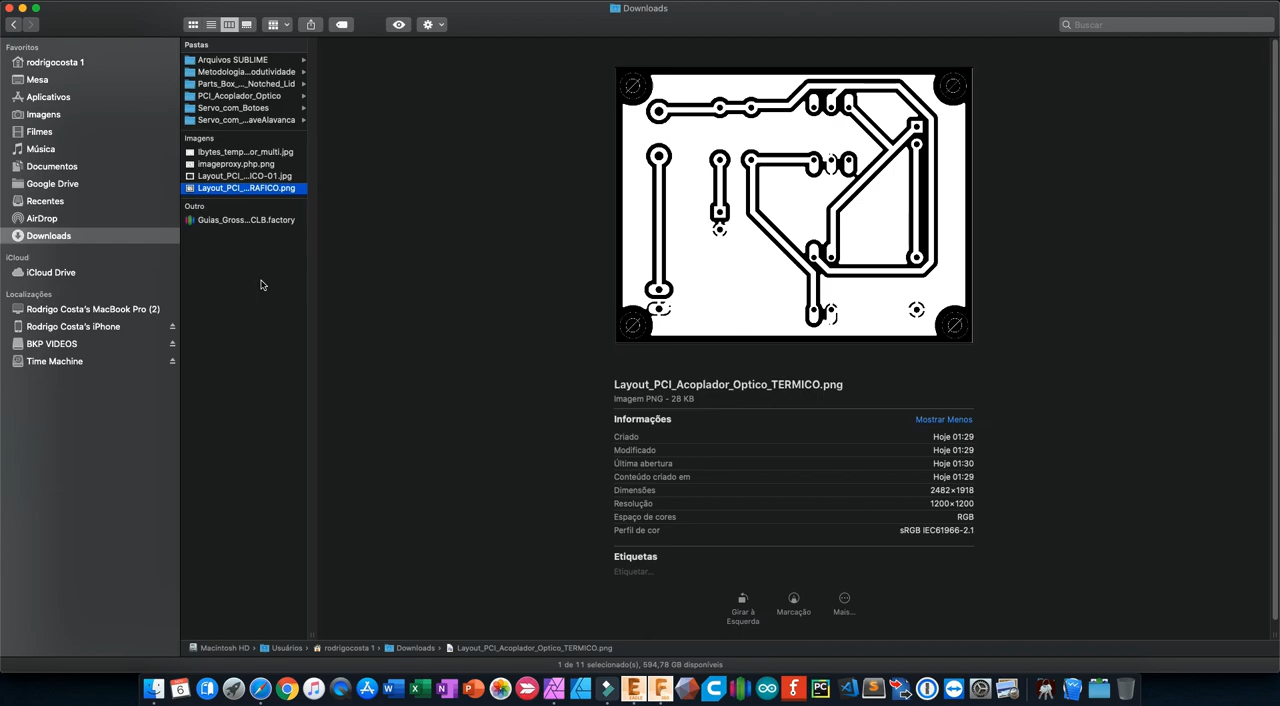 Downloads
Buscar
Favoritos
rodrigocosta 1
Mesa
Aplicativos
Imagens
Filmes
Música
Documentos
Google Drive
Recentes
AirDrop
Downloads
iCloud
iCloud Drive
Localizações
Rodrigo Costa's MacBook Pro (2)
Rodrigo Costa's iPhone
BKP VIDEOS
Time Machine
Pastas
Arquivos SUBLIME
Metodologia...odutividade
Parts_Box_..._Notched_Lid
PCI_Acoplador_Optico
Servo_com_Botoes
Servo_com_...aveAlavanca
Imagens
lbytes_temp...or_multi.jpg
imageproxy.php.png
Layout_PCI_...ICO-01.jpg
Layout_PCI_...RAFICO.png
Outro
Guias_Gross...CLB.factory
Layout_PCI_Acoplador_Optico_TERMICO.png
Imagem PNG - 28 KB
Informações Mostrar Menos
Criado Hoje 01:29
Modificado Hoje 01:29
Última abertura Hoje 01:30
Conteúdo criado em Hoje 01:29
Dimensões 2482×1918
Resolução 1200×1200
Espaço de cores RGB
Perfil de cor sRGB IEC61966-2.1
Etiquetas
Etiquetar...
Girar à Esquerda
Marcação
Mais...
Macintosh HD › Usuários › rodrigocosta 1 › Downloads › Layout_PCI_Acoplador_Optico_TERMICO.png
1 de 11 selecionado(s), 594,78 GB disponíveis